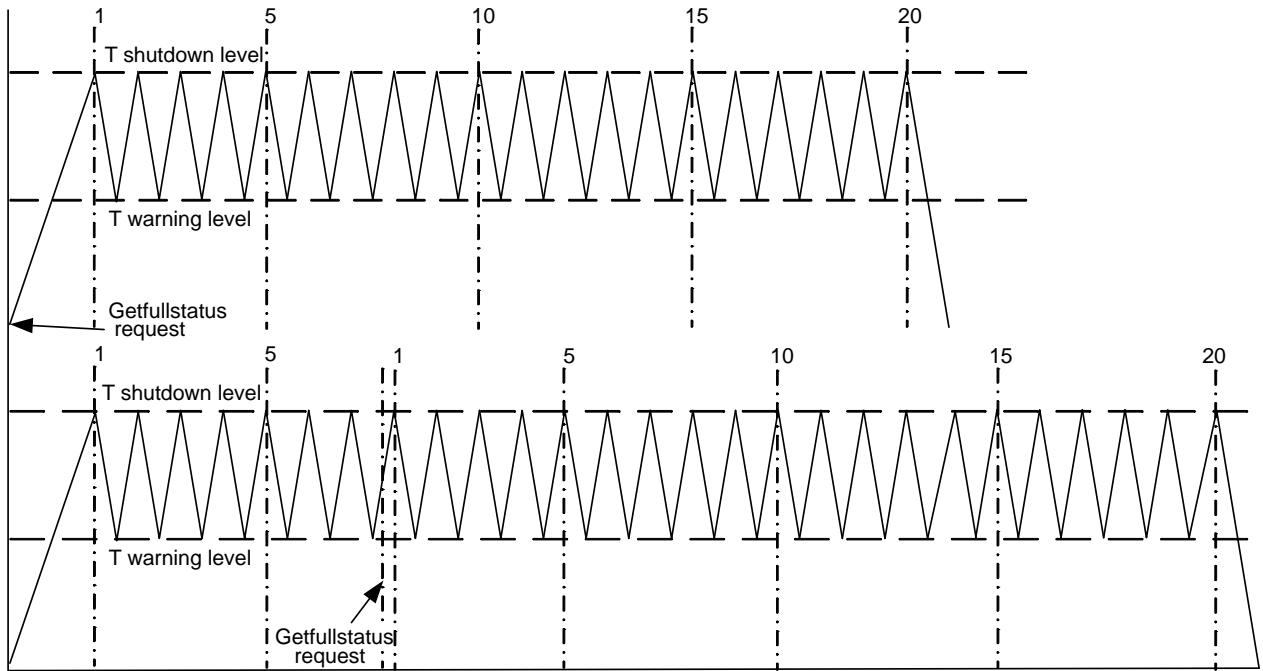 1 5 10 15 20
T shutdown level
T warning level
Getfullstatus
request
1 5 1 5 10 15 20
T shutdown level
T warning level
Getfullstatus
request